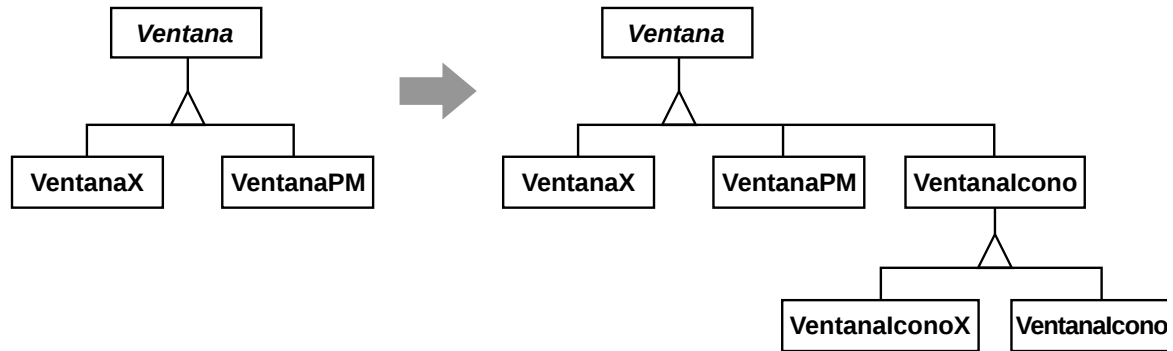 Ventana
Ventana
VentanaX
VentanaPM
VentanaX
VentanaPM
VentanaIcono
VentanaIconoX
VentanaIcono